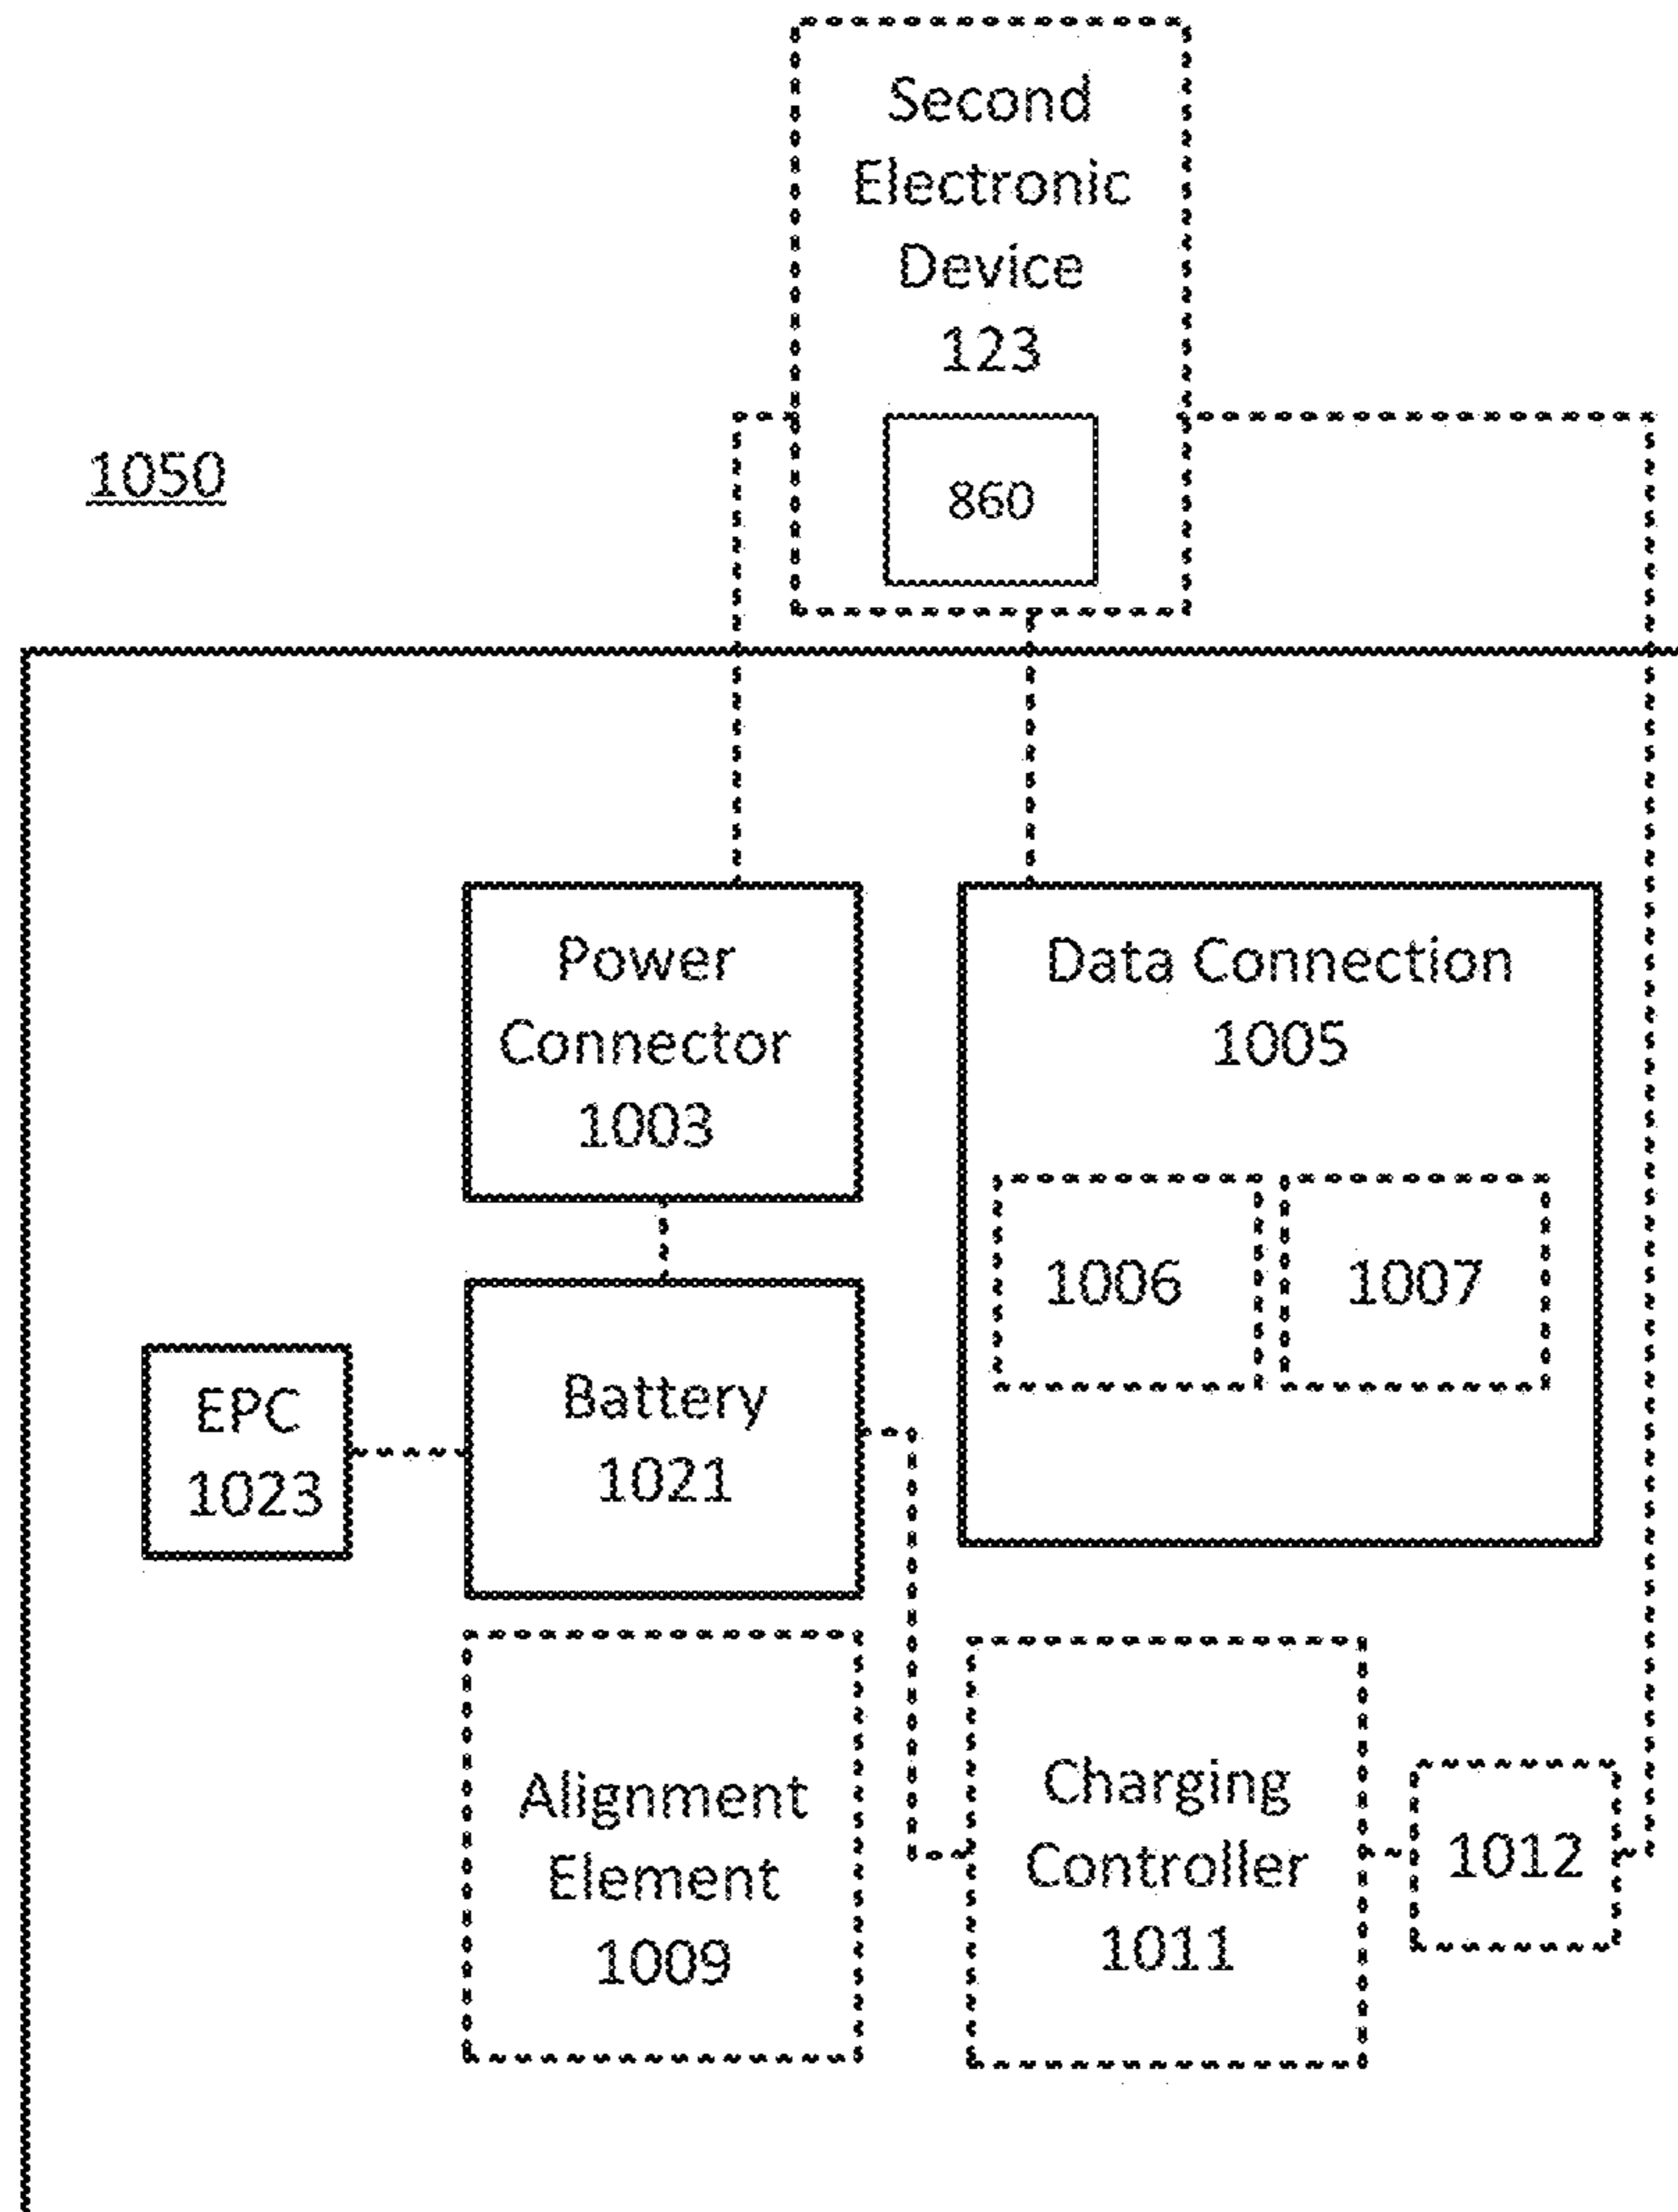 Second
Electronic
Device
123
860
1050
Power
Connector
1003
Data Connection
1005
1006
1007
EPC
1023
Battery
1021
Alignment
Element
1009
Charging
Controller
1011
1012